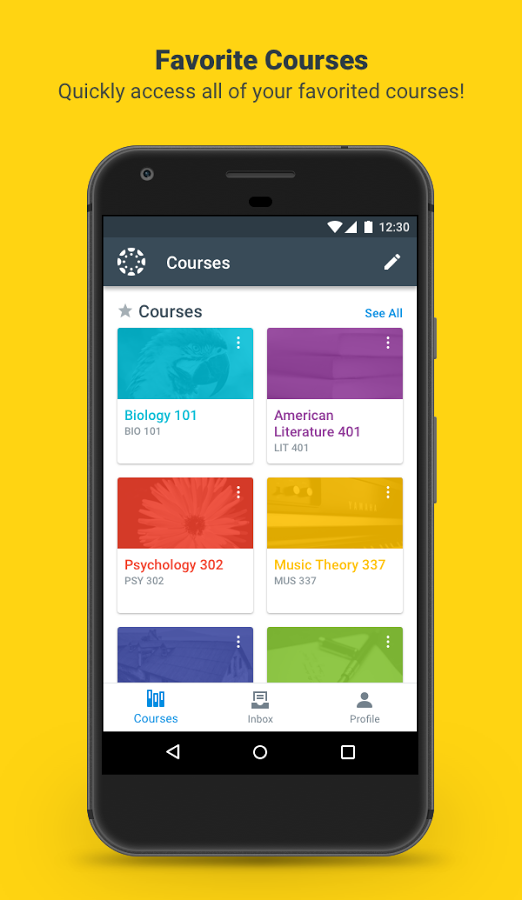 Favorite Courses
Quickly access all of your favorited courses!
12:30
Courses
Courses
See All
Biology 101
BIO 101
American
Literature 401
LIT 401
Psychology 302
PSY 302
Music Theory 337
MUS 337
Courses
Inbox
Profile